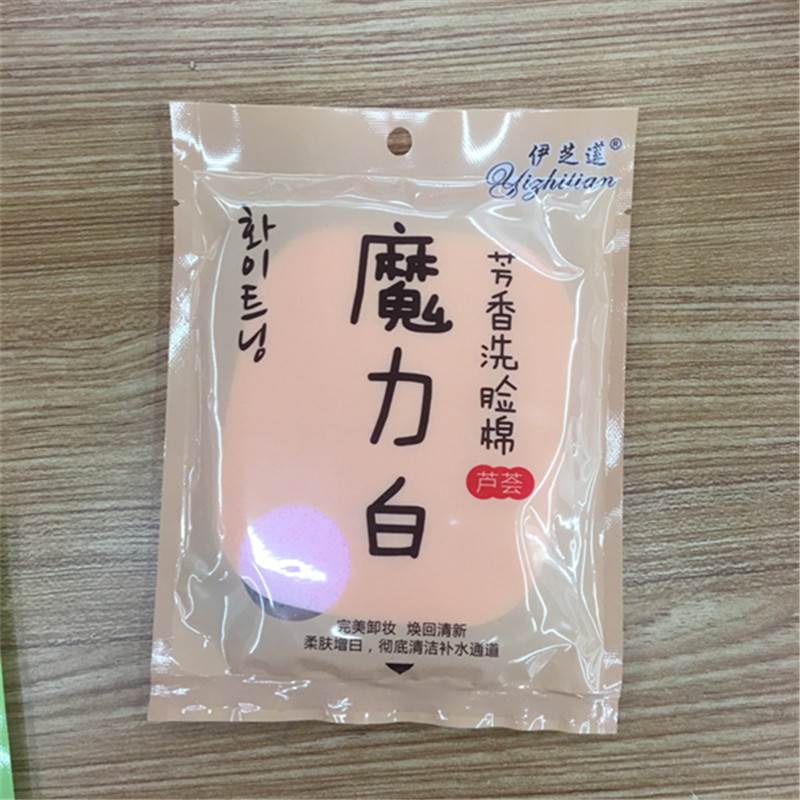 伊芝莲®
Yizhilian
화이트닝
魔力白
芳香洗脸棉
芦荟
完美卸妆 焕回清新
柔肤增白，彻底清洁补水通道